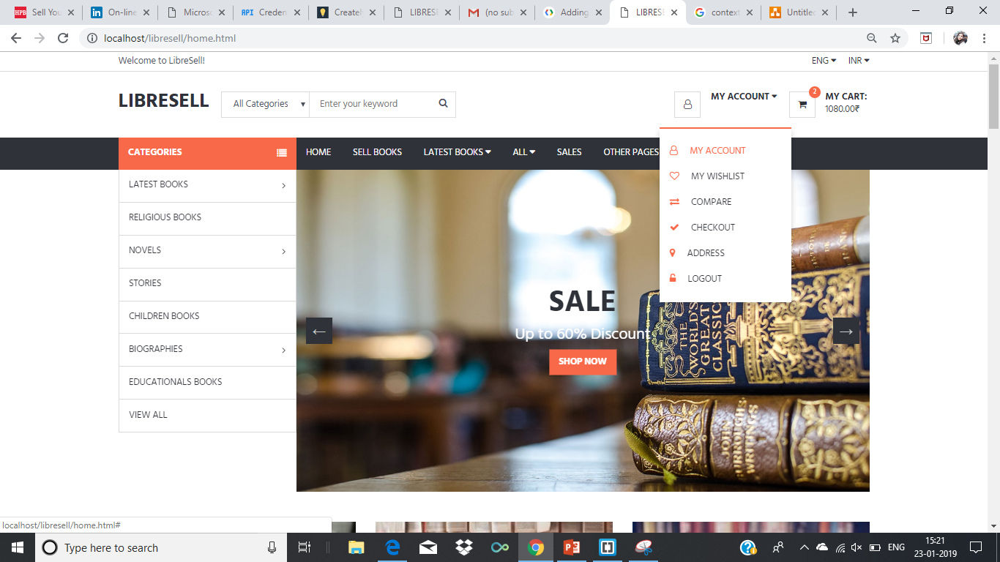 Sell You
On-line
Microso
API Creden
Createl
LIBRESE
(no sub
Adding
LIBRESE
context
Untitled
localhost/libresell/home.html
Welcome to LibreSell!
ENG
INR
LIBRESELL
All Categories
Enter your keyword
MY ACCOUNT
2
MY CART:
1080.00₹
CATEGORIES
HOME
SELL BOOKS
LATEST BOOKS
ALL
SALES
OTHER PAGES
MY ACCOUNT
MY WISHLIST
COMPARE
CHECKOUT
ADDRESS
LOGOUT
LATEST BOOKS
RELIGIOUS BOOKS
NOVELS
STORIES
CHILDREN BOOKS
BIOGRAPHIES
EDUCATIONALS BOOKS
VIEW ALL
SALE
Up to 60% Discount
SHOP NOW
THE
WORLD'S
GREAT
CLASSIC
JOHN
BURROUGHS
WRITINGS
localhost/libresell/home.html#
Type here to search
ENG
15:21
23-01-2019